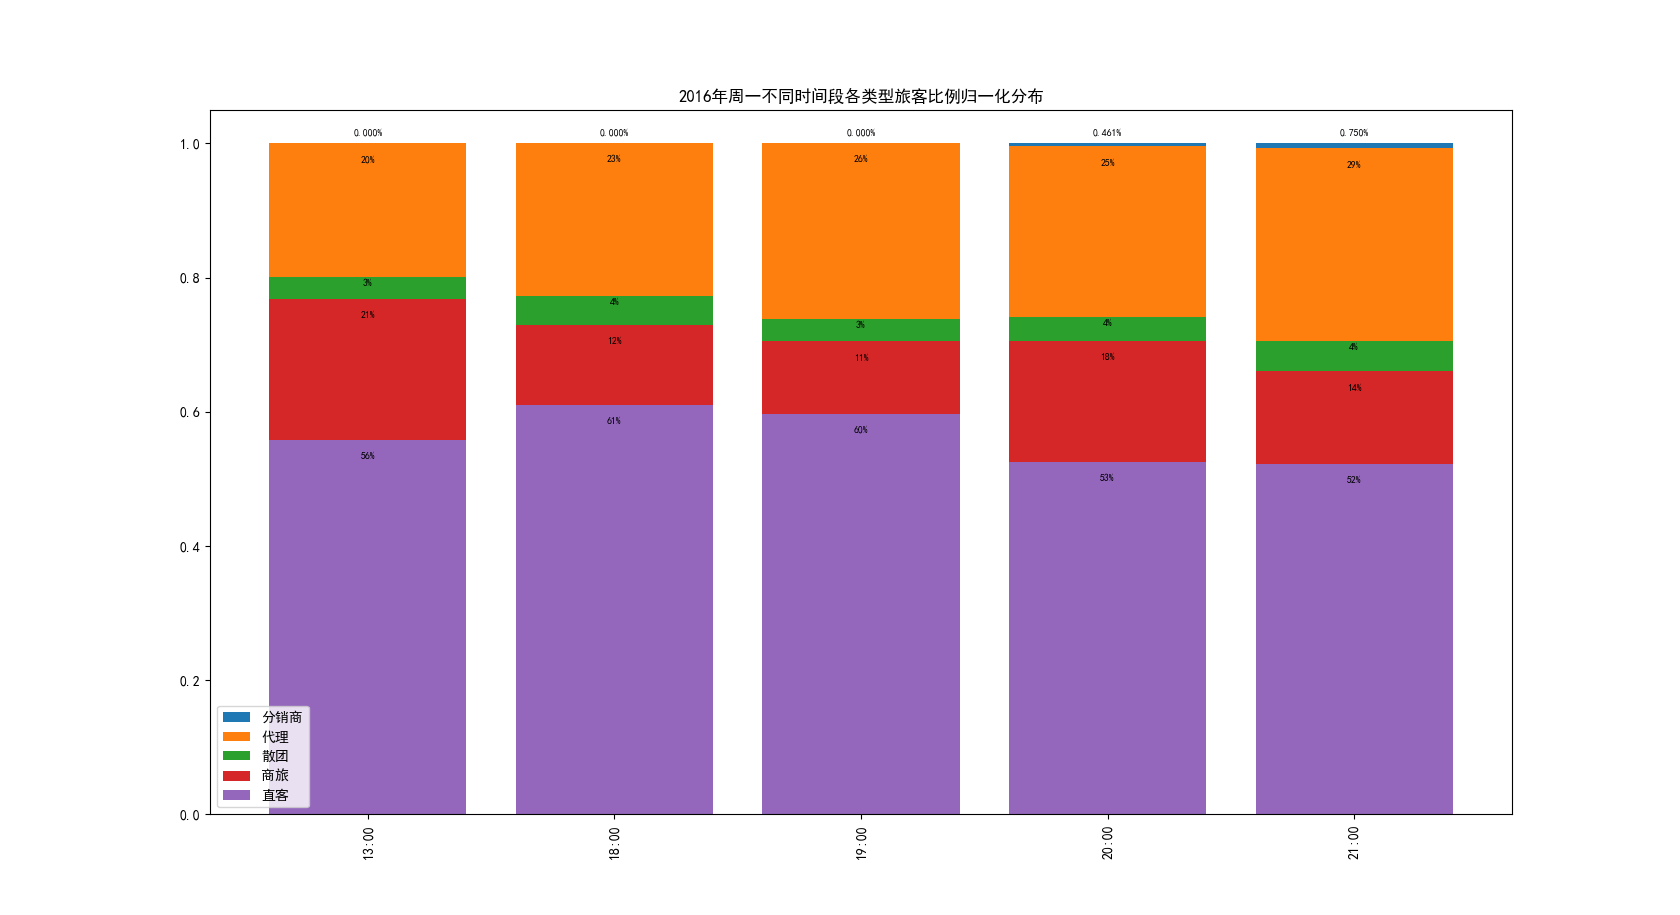 2016年周一不同时间段各类型旅客比例归一化分布
0.000% 0.000% 0.000% 0.461% 0.750%
1.0
20% 23% 26% 25% 29%
0.8
3% 4% 3% 4% 4%
21% 12% 11% 18% 14%
0.6
56% 61% 60% 53% 52%
0.4
0.2
0.0
分销商
代理
散团
商旅
直客
13:00 18:00 19:00 20:00 21:00